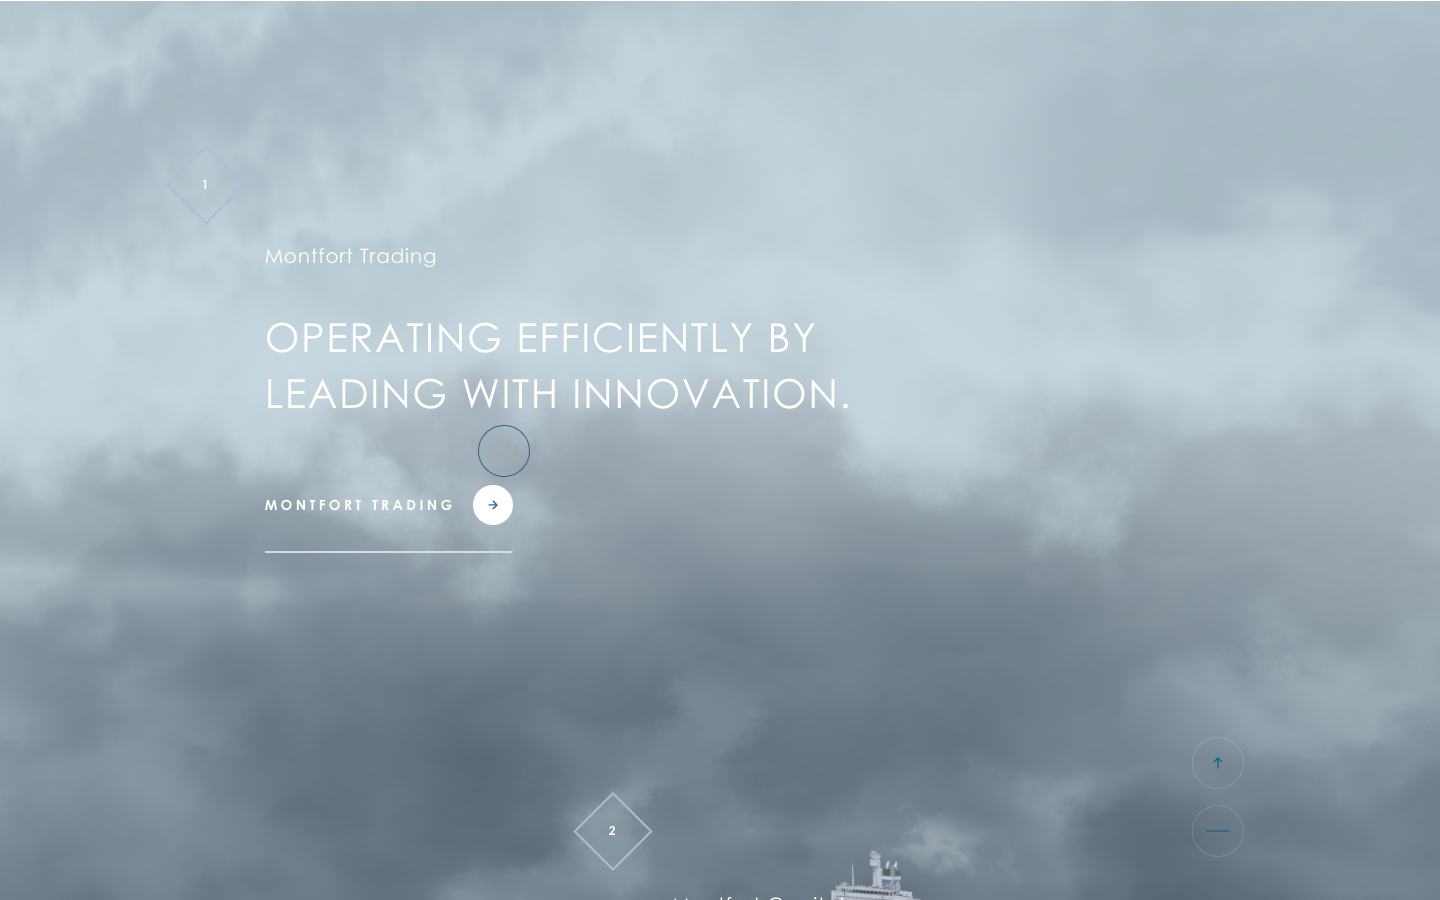 1
Montfort Trading
OPERATING EFFICIENTLY BY
LEADING WITH INNOVATION.
MONTFORT TRADING
2